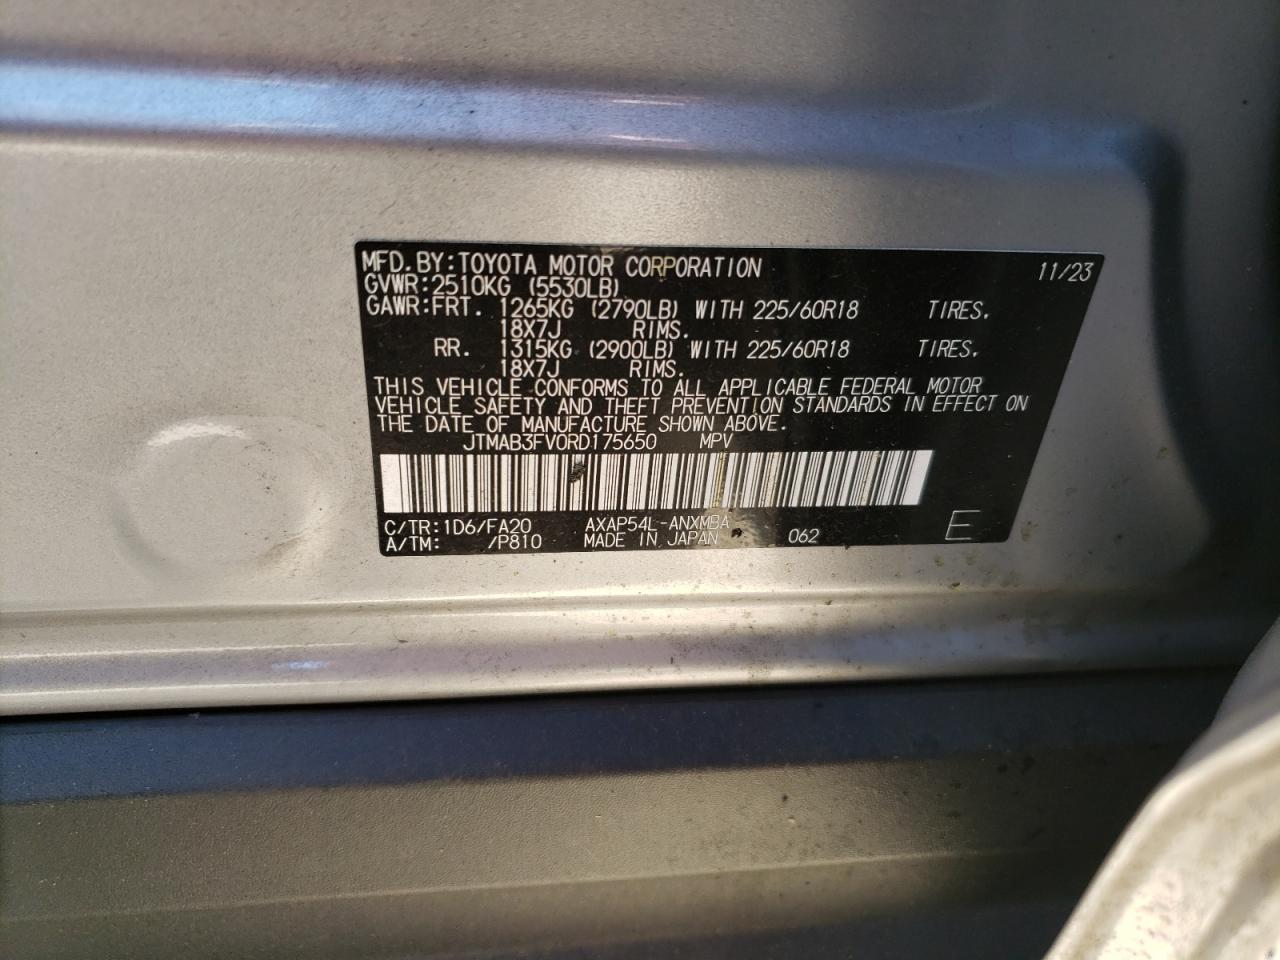 MFD.BY:TOYOTA MOTOR CORPORATION 11/23
GVWR:2510KG (5530LB)
GAWR:FRT. 1265KG (2790LB) WITH 225/60R18 TIRES.
18X7J RIMS.
RR. 1315KG (2900LB) WITH 225/60R18 TIRES.
18X7J RIMS.
THIS VEHICLE CONFORMS TO ALL APPLICABLE FEDERAL MOTOR
VEHICLE SAFETY AND THEFT PREVENTION STANDARDS IN EFFECT ON
THE DATE OF MANUFACTURE SHOWN ABOVE.
JTMAB3FV0RD175650 MPV
C/TR:1D6/FA20 AXAP54L-ANXMBA
A/TM: /P810 MADE IN JAPAN 062 E